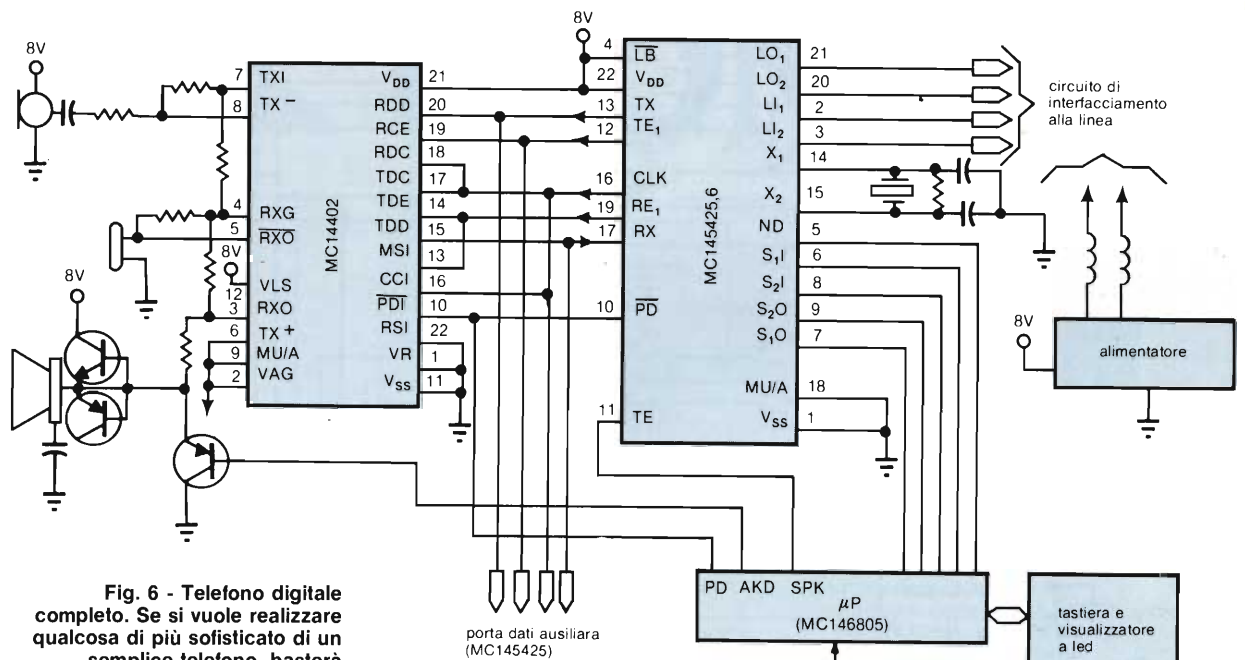 8V
8V
8V
8V
8V
7
8
4
5
12
3
6
9
2
TXI
TX −
RXG
RXO
VLS
RXO
TX +
MU/A
VAG
MC14402
VDD
RDD
RCE
RDC
TDC
TDE
TDD
MSI
CCI
PDI
RSI
VR
VSS
21
20
19
18
17
14
15
13
16
10
22
1
11
4
22
13
12
16
19
17
10
11
LB
VDD
TX
TE1
CLK
RE1
RX
PD
TE
MC145425,6
LO1
LO2
LI1
LI2
X1
X2
ND
S1I
S2I
S2O
S1O
MU/A
VSS
21
20
2
3
14
15
5
6
8
9
7
18
1
circuito di
interfacciamento
alla linea
alimentatore
PD AKD SPK
μP
(MC146805)
tastiera e
visualizzatore
a led
porta dati ausiliara
(MC145425)
Fig. 6 - Telefono digitale
completo. Se si vuole realizzare
qualcosa di più sofisticato di un
semplice telefono, basterà